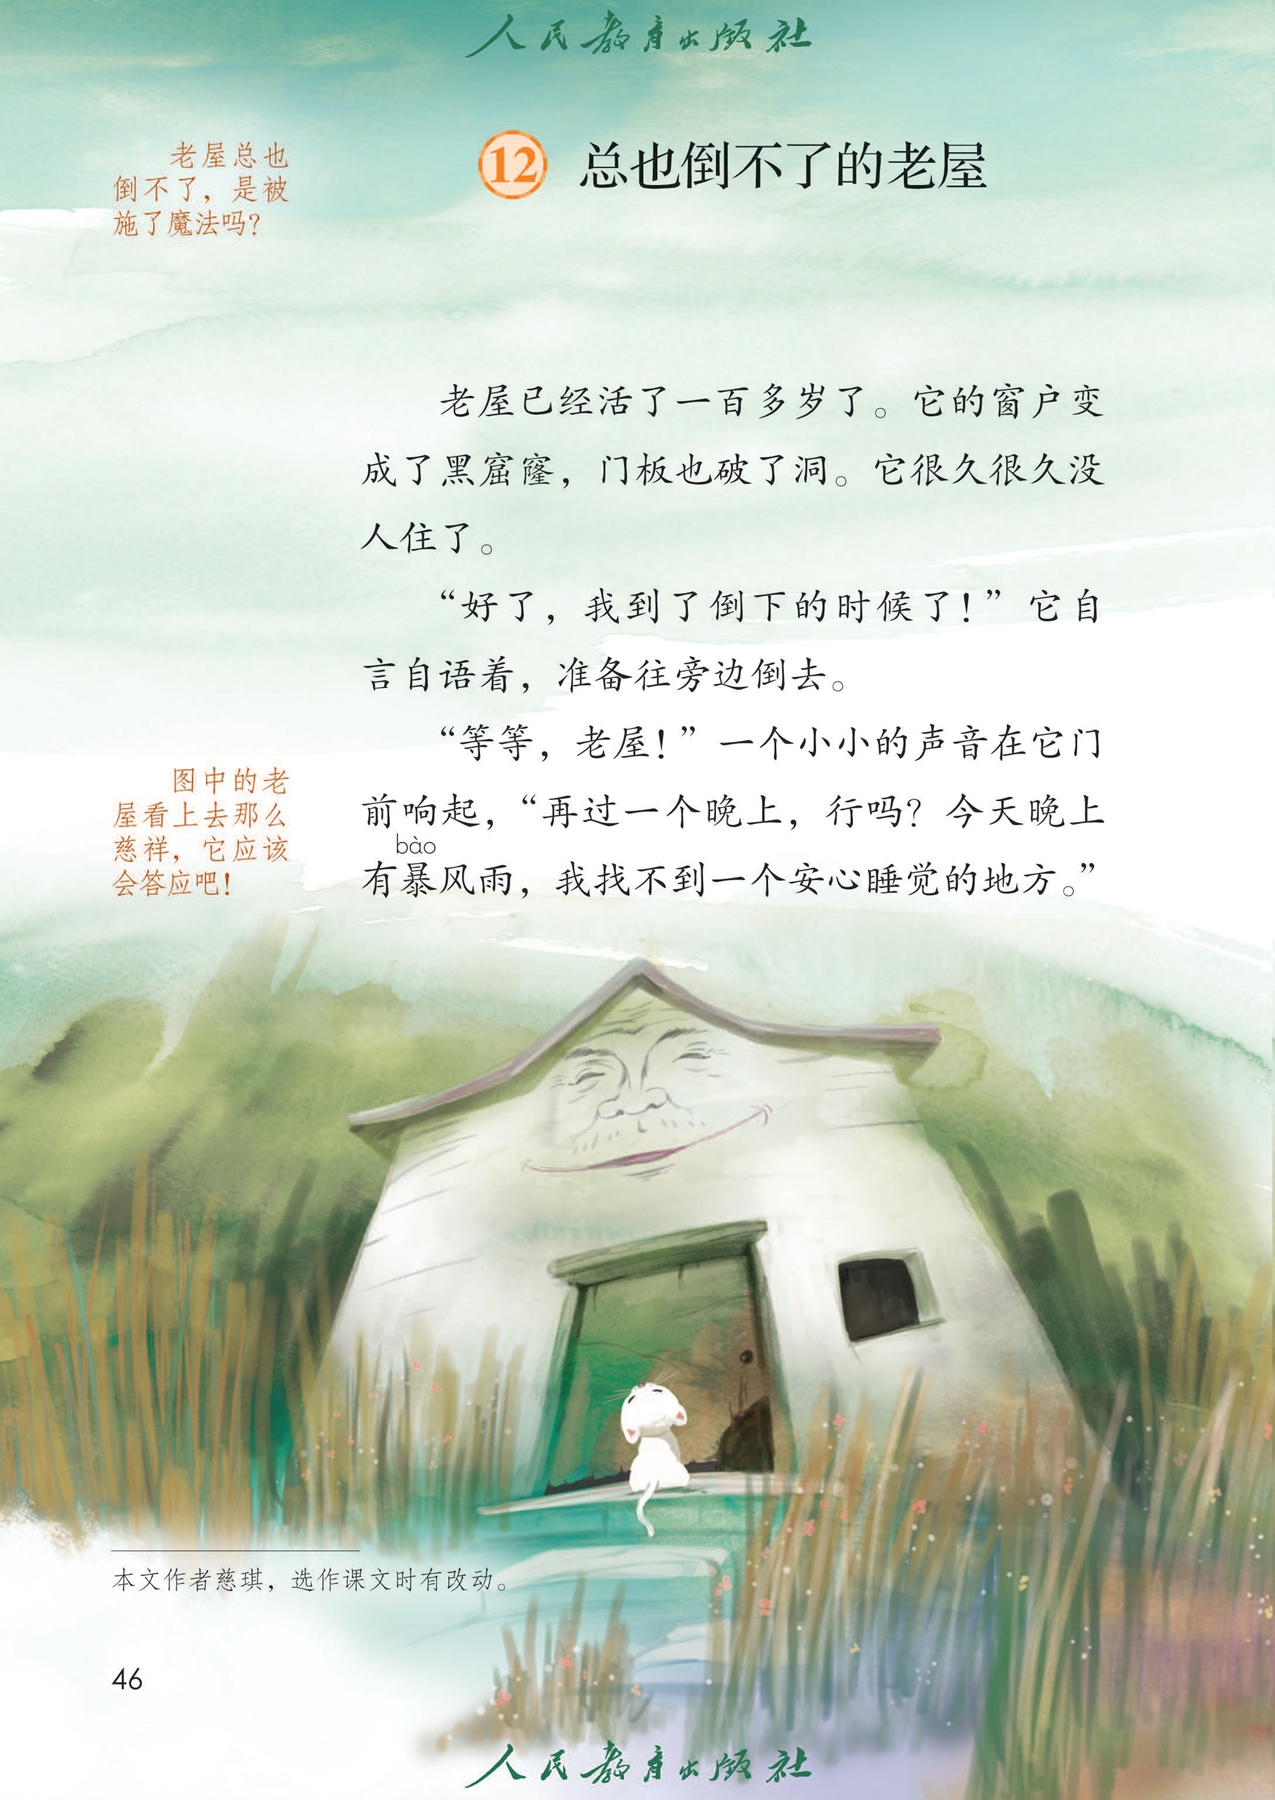 人民教育出版社
老屋总也
倒不了，是被
施了魔法吗？
12 总也倒不了的老屋
老屋已经活了一百多岁了。它的窗户变
成了黑窟窿，门板也破了洞。它很久很久没
人住了。
“好了，我到了倒下的时候了！”它自
言自语着，准备往旁边倒去。
“等等，老屋！”一个小小的声音在它门
前响起，“再过一个晚上，行吗？今天晚上
bào
有暴风雨，我找不到一个安心睡觉的地方。”
图中的老
屋看上去那么
慈祥，它应该
会答应吧！
本文作者慈琪，选作课文时有改动。
46
人民教育出版社